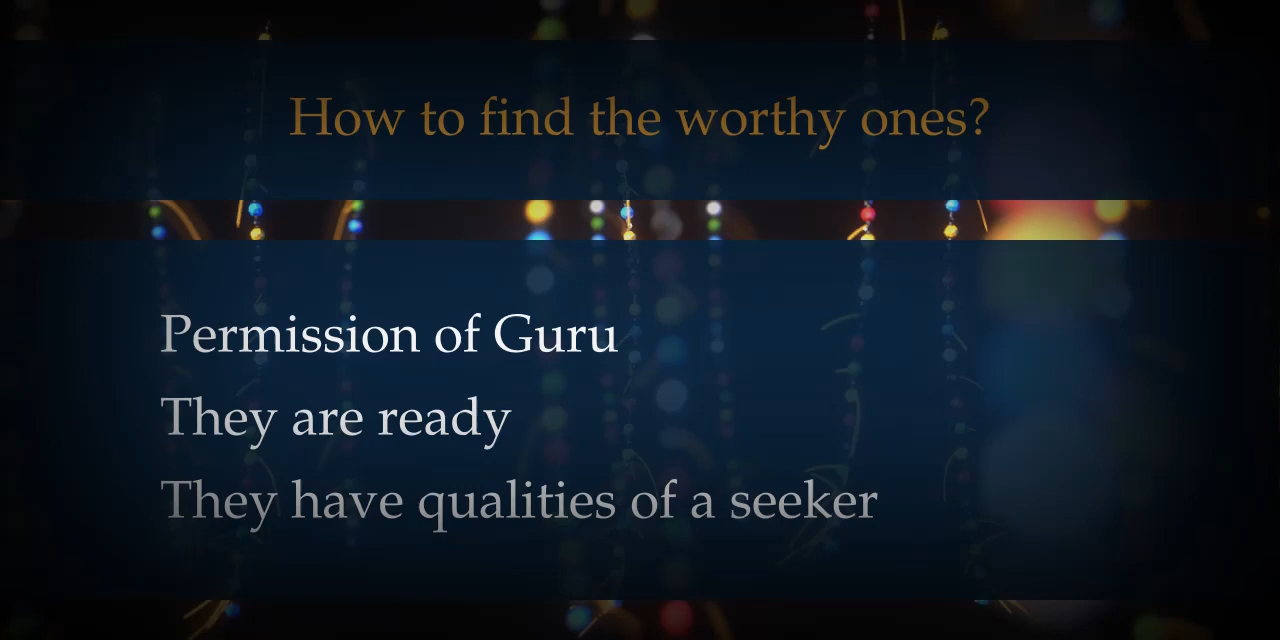 How to find the worthy ones?
Permission of Guru
They are ready
They have qualities of a seeker